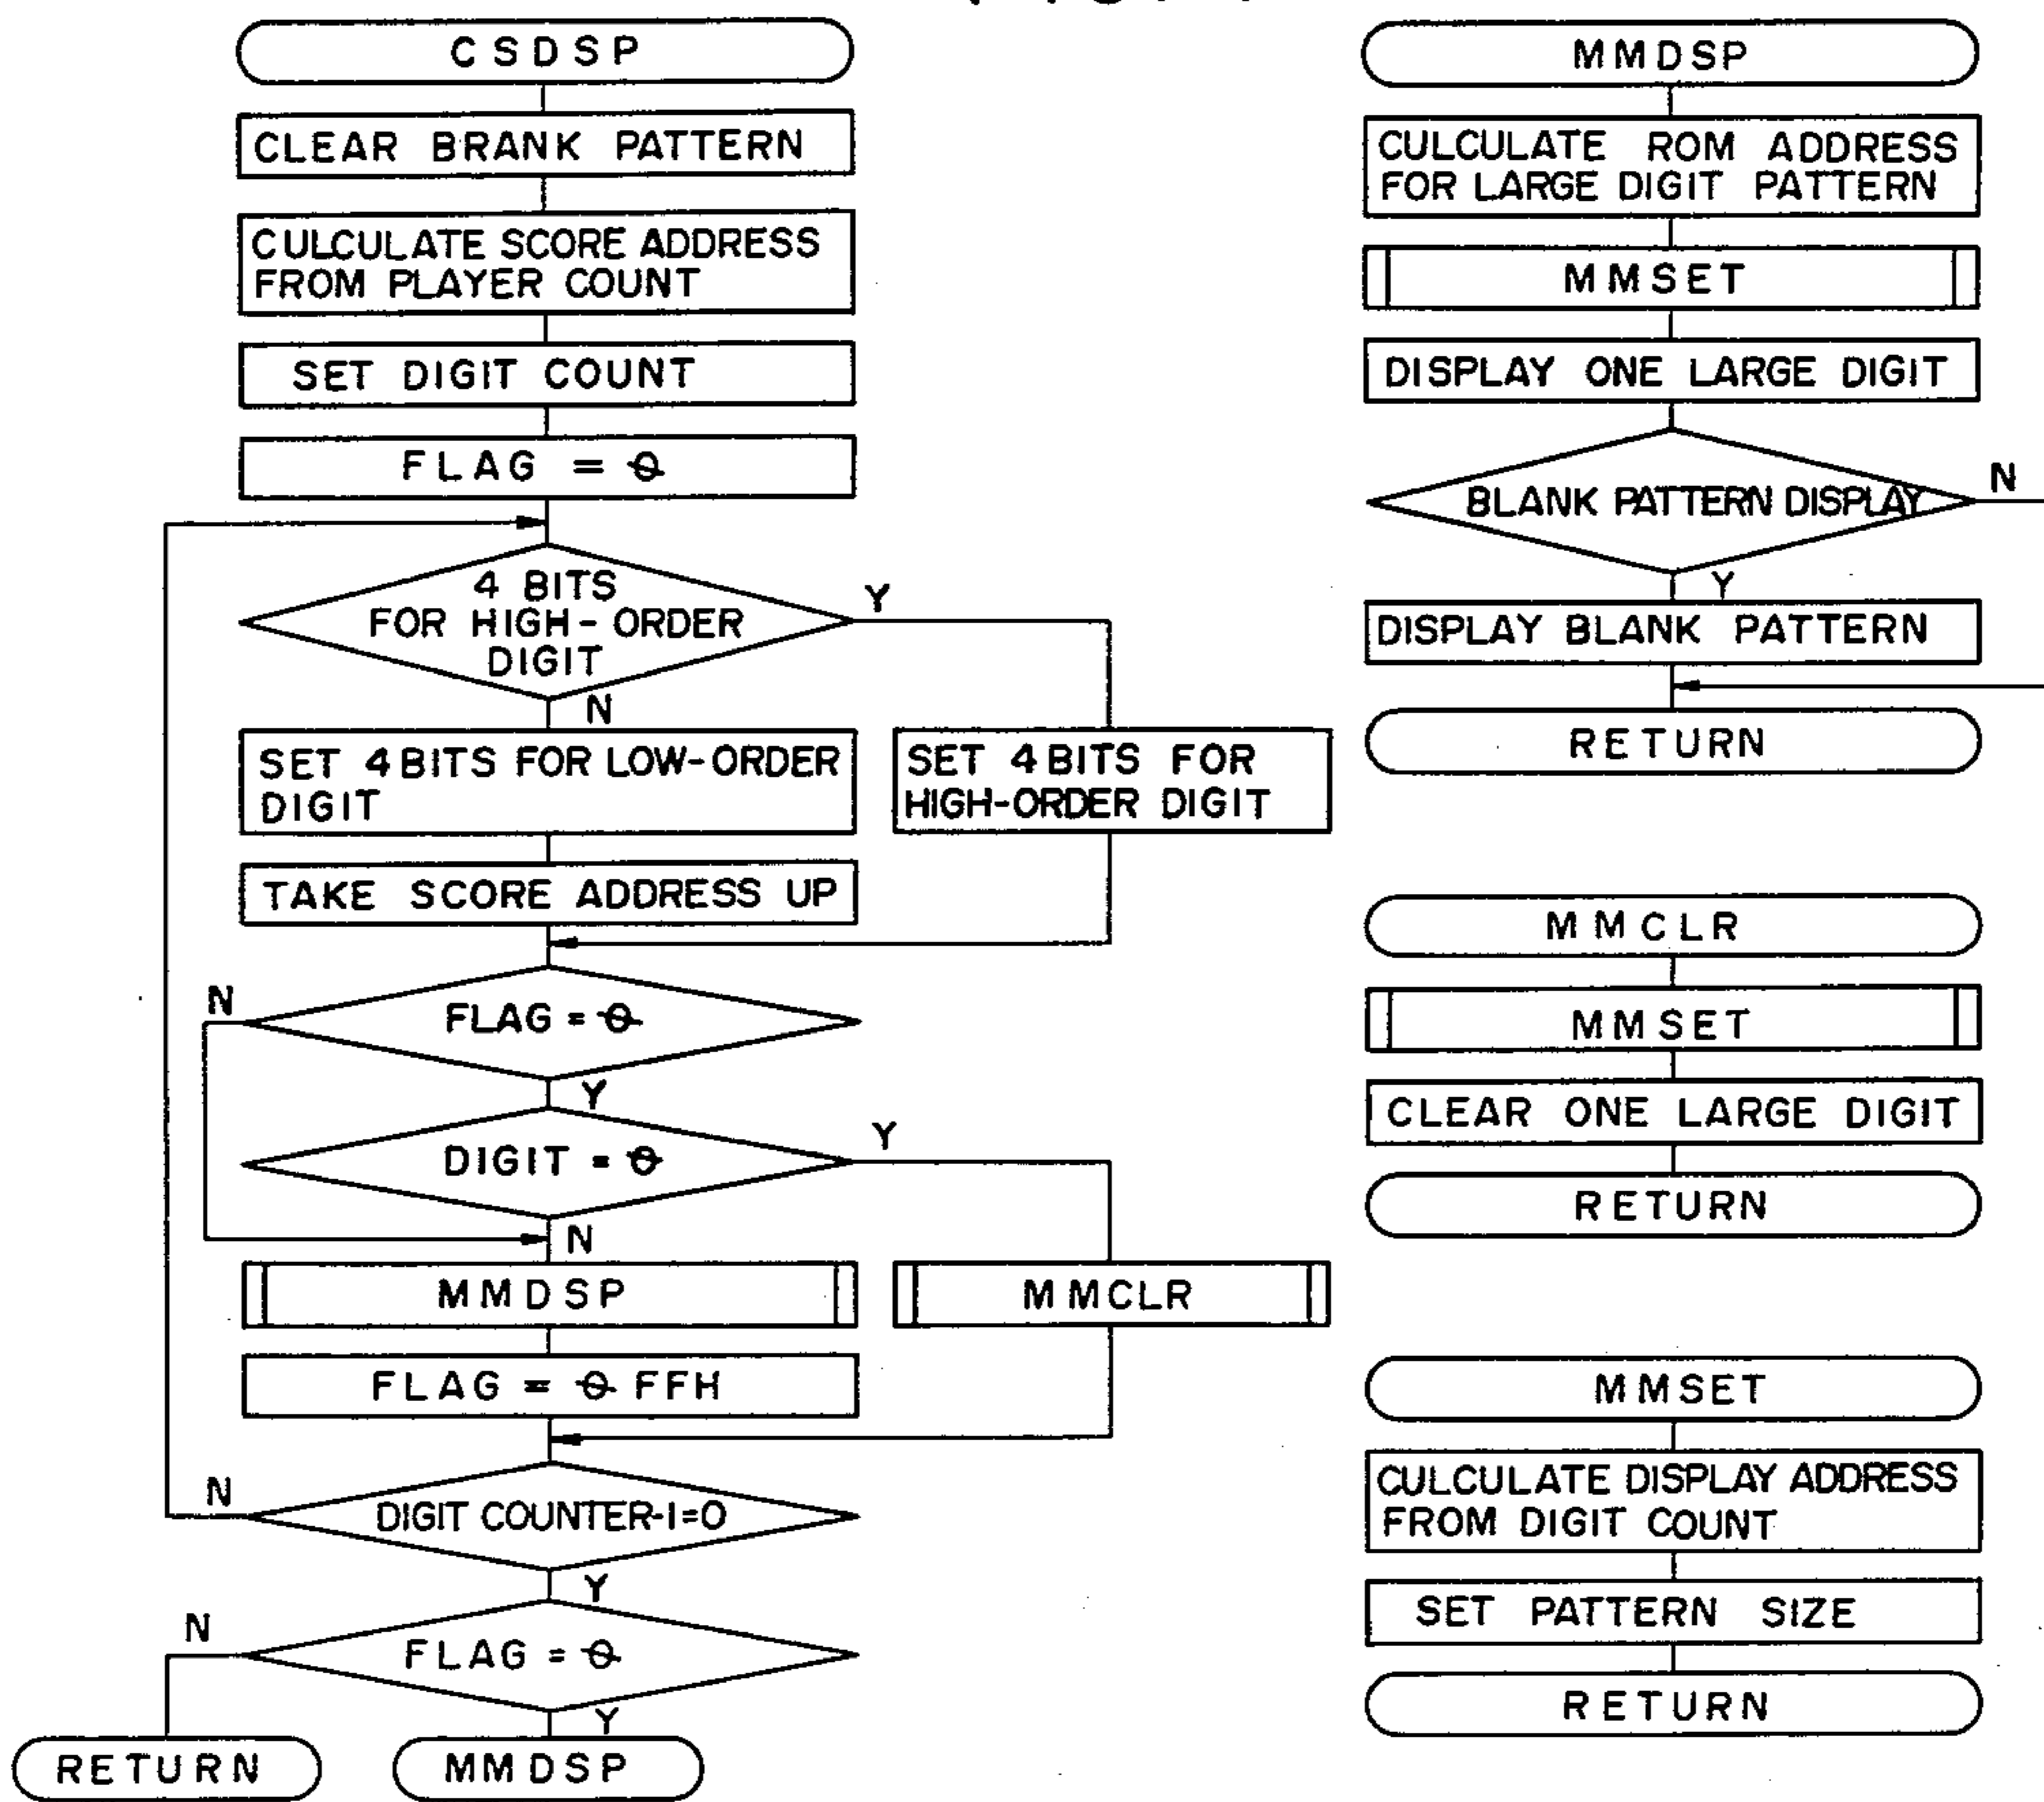 CSDSP
CLEAR BRANK PATTERN
CULCULATE SCORE ADDRESS
FROM PLAYER COUNT
SET DIGIT COUNT
FLAG = 0
4 BITS
FOR HIGH-ORDER
DIGIT
Y
N
SET 4 BITS FOR LOW-ORDER
DIGIT
SET 4 BITS FOR
HIGH-ORDER DIGIT
TAKE SCORE ADDRESS UP
FLAG = 0
N
Y
DIGIT = 0
Y
N
MMDSP
MMCLR
FLAG = 0 FFH
DIGIT COUNTER-1=0
N
Y
FLAG = 0
N
Y
RETURN
MMDSP
MMDSP
CULCULATE ROM ADDRESS
FOR LARGE DIGIT PATTERN
MMSET
DISPLAY ONE LARGE DIGIT
BLANK PATTERN DISPLAY
N
Y
DISPLAY BLANK PATTERN
RETURN
MMCLR
MMSET
CLEAR ONE LARGE DIGIT
RETURN
MMSET
CULCULATE DISPLAY ADDRESS
FROM DIGIT COUNT
SET PATTERN SIZE
RETURN